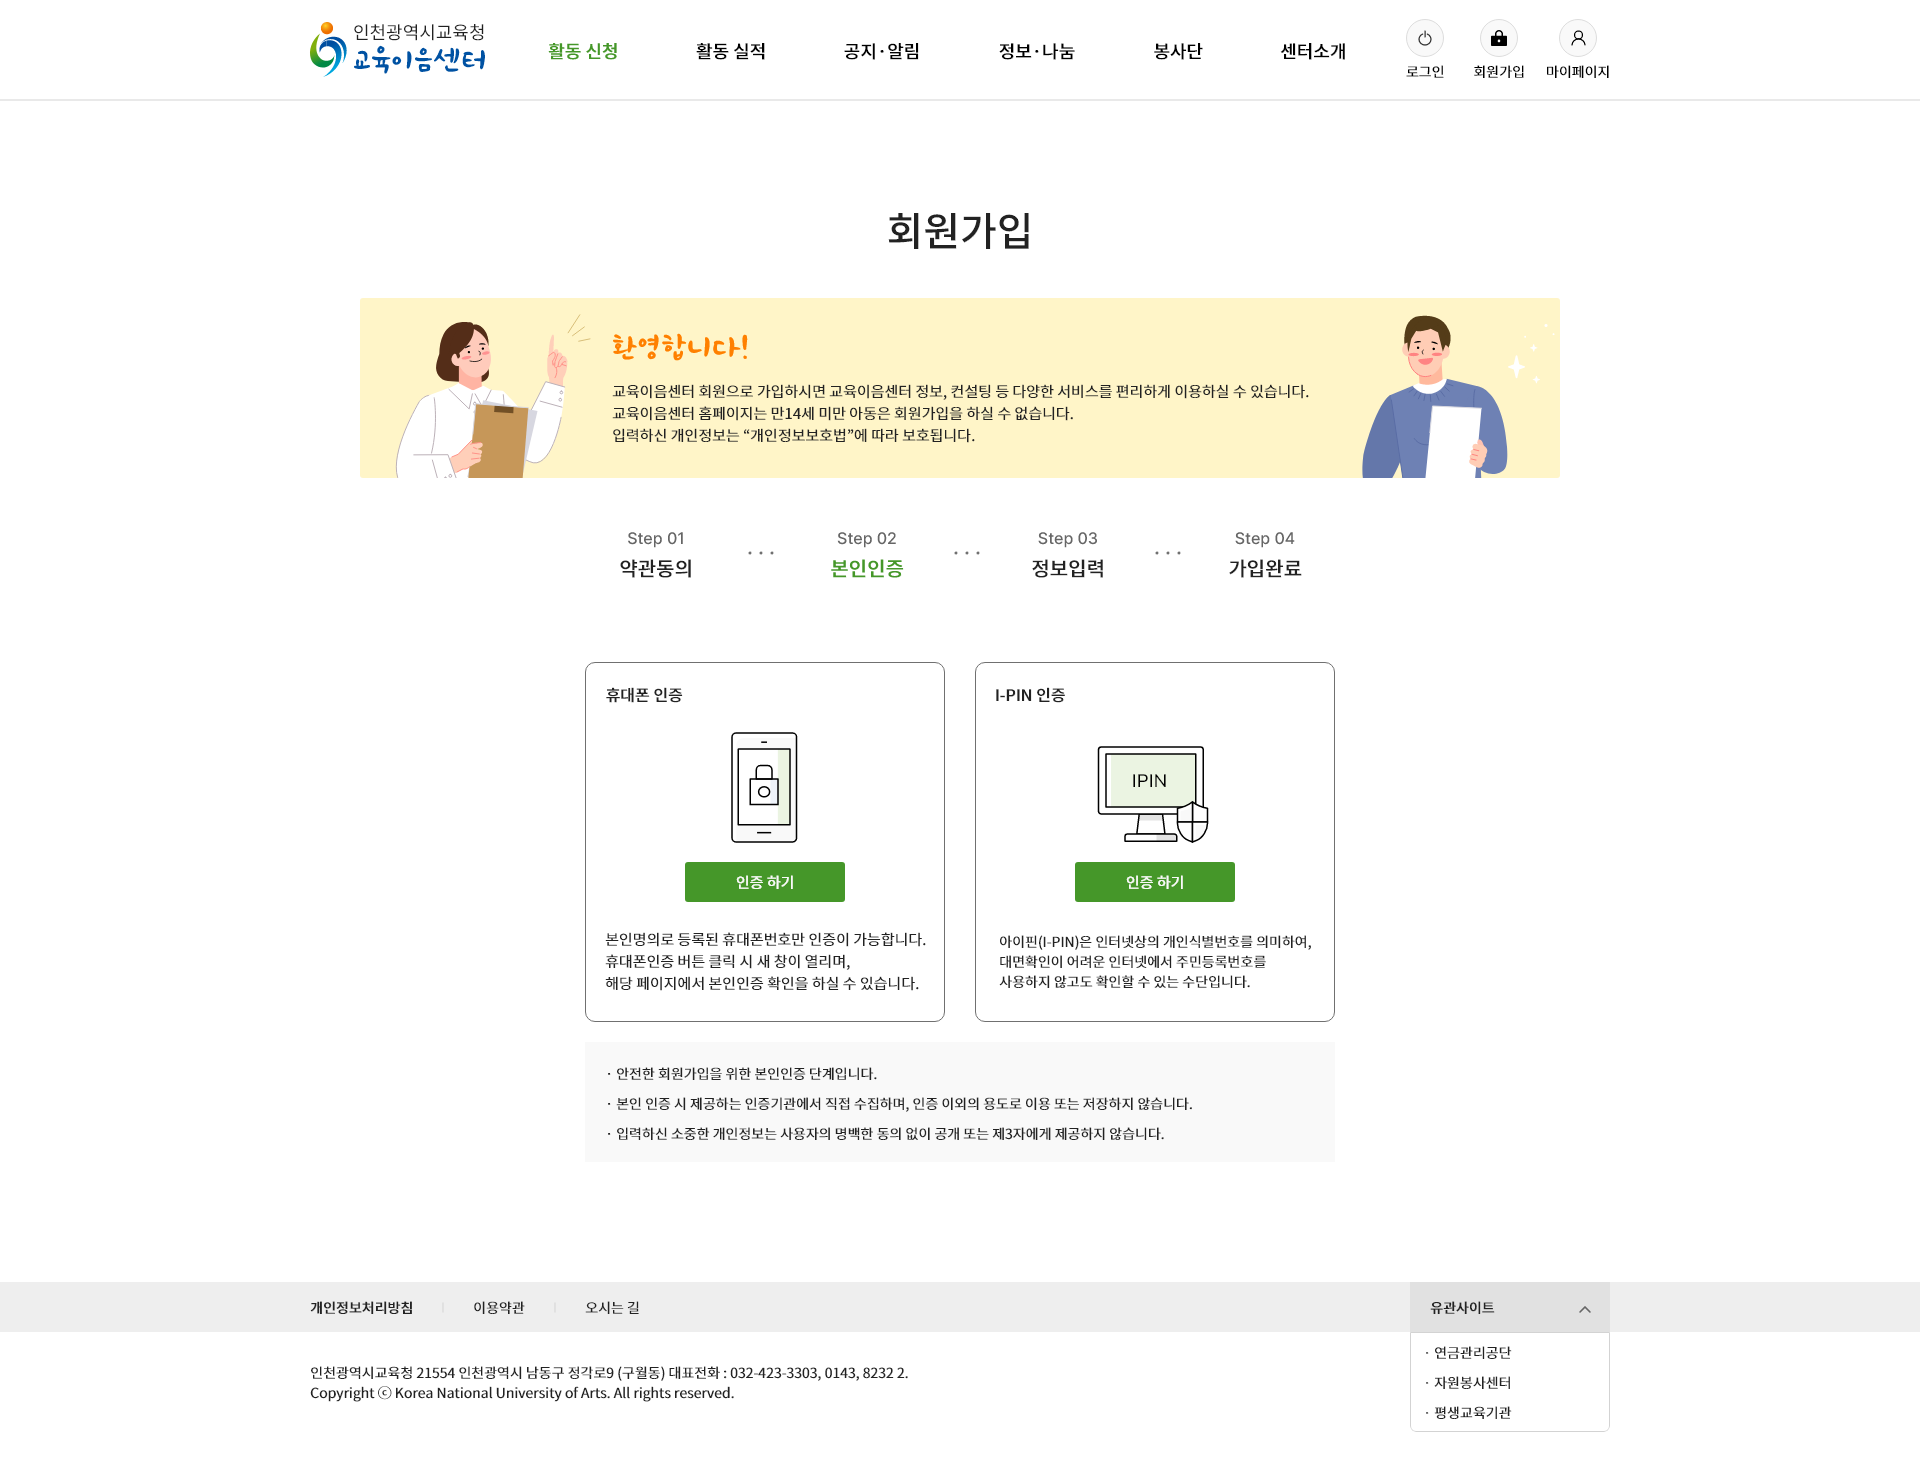 인천광역시교육청
교육이음센터
활동 신청
활동 실적
공지·알림
정보·나눔
봉사단
센터소개
로그인
회원가입
마이페이지
회원가입
환영합니다!
교육이음센터 회원으로 가입하시면 교육이음센터 정보, 컨설팅 등 다양한 서비스를 편리하게 이용하실 수 있습니다.
교육이음센터 홈페이지는 만14세 미만 아동은 회원가입을 하실 수 없습니다.
입력하신 개인정보는 “개인정보보호법”에 따라 보호됩니다.
Step 01
약관동의
Step 02
본인인증
Step 03
정보입력
Step 04
가입완료
휴대폰 인증
인증 하기
본인명의로 등록된 휴대폰번호만 인증이 가능합니다.
휴대폰인증 버튼 클릭 시 새 창이 열리며,
해당 페이지에서 본인인증 확인을 하실 수 있습니다.
I-PIN 인증
IPIN
인증 하기
아이핀(I-PIN)은 인터넷상의 개인식별번호를 의미하여,
대면확인이 어려운 인터넷에서 주민등록번호를
사용하지 않고도 확인할 수 있는 수단입니다.
· 안전한 회원가입을 위한 본인인증 단계입니다.
· 본인 인증 시 제공하는 인증기관에서 직접 수집하며, 인증 이외의 용도로 이용 또는 저장하지 않습니다.
· 입력하신 소중한 개인정보는 사용자의 명백한 동의 없이 공개 또는 제3자에게 제공하지 않습니다.
개인정보처리방침
이용약관
오시는 길
유관사이트
· 연금관리공단
· 자원봉사센터
· 평생교육기관
인천광역시교육청 21554 인천광역시 남동구 정각로9 (구월동) 대표전화 : 032-423-3303, 0143, 8232 2.
Copyright ⓒ Korea National University of Arts. All rights reserved.